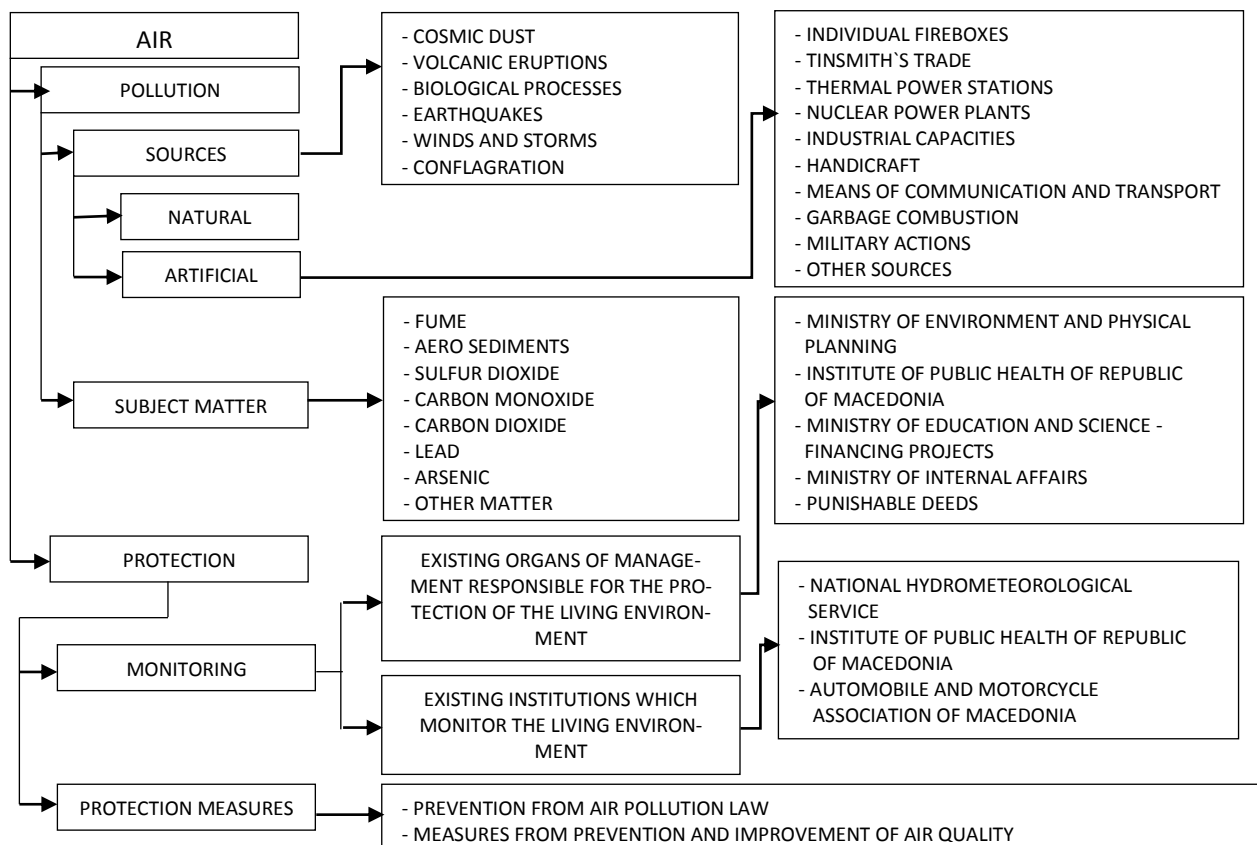 AIR
POLLUTION
SOURCES
NATURAL
ARTIFICIAL
- COSMIC DUST
- VOLCANIC ERUPTIONS
- BIOLOGICAL PROCESSES
- EARTHQUAKES
- WINDS AND STORMS
- CONFLAGRATION
- INDIVIDUAL FIREBOXES
- TINSMITH`S TRADE
- THERMAL POWER STATIONS
- NUCLEAR POWER PLANTS
- INDUSTRIAL CAPACITIES
- HANDICRAFT
- MEANS OF COMMUNICATION AND TRANSPORT
- GARBAGE COMBUSTION
- MILITARY ACTIONS
- OTHER SOURCES
SUBJECT MATTER
- FUME
- AERO SEDIMENTS
- SULFUR DIOXIDE
- CARBON MONOXIDE
- CARBON DIOXIDE
- LEAD
- ARSENIC
- OTHER MATTER
- MINISTRY OF ENVIRONMENT AND PHYSICAL
PLANNING
- INSTITUTE OF PUBLIC HEALTH OF REPUBLIC
OF MACEDONIA
- MINISTRY OF EDUCATION AND SCIENCE -
FINANCING PROJECTS
- MINISTRY OF INTERNAL AFFAIRS
- PUNISHABLE DEEDS
PROTECTION
MONITORING
EXISTING ORGANS OF MANAGE-
MENT RESPONSIBLE FOR THE PRO-
TECTION OF THE LIVING ENVIRON-
MENT
EXISTING INSTITUTIONS WHICH
MONITOR THE LIVING ENVIRON-
MENT
- NATIONAL HYDROMETEOROLOGICAL
SERVICE
- INSTITUTE OF PUBLIC HEALTH OF REPUBLIC
OF MACEDONIA
- AUTOMOBILE AND MOTORCYCLE
ASSOCIATION OF MACEDONIA
PROTECTION MEASURES
- PREVENTION FROM AIR POLLUTION LAW
- MEASURES FROM PREVENTION AND IMPROVEMENT OF AIR QUALITY